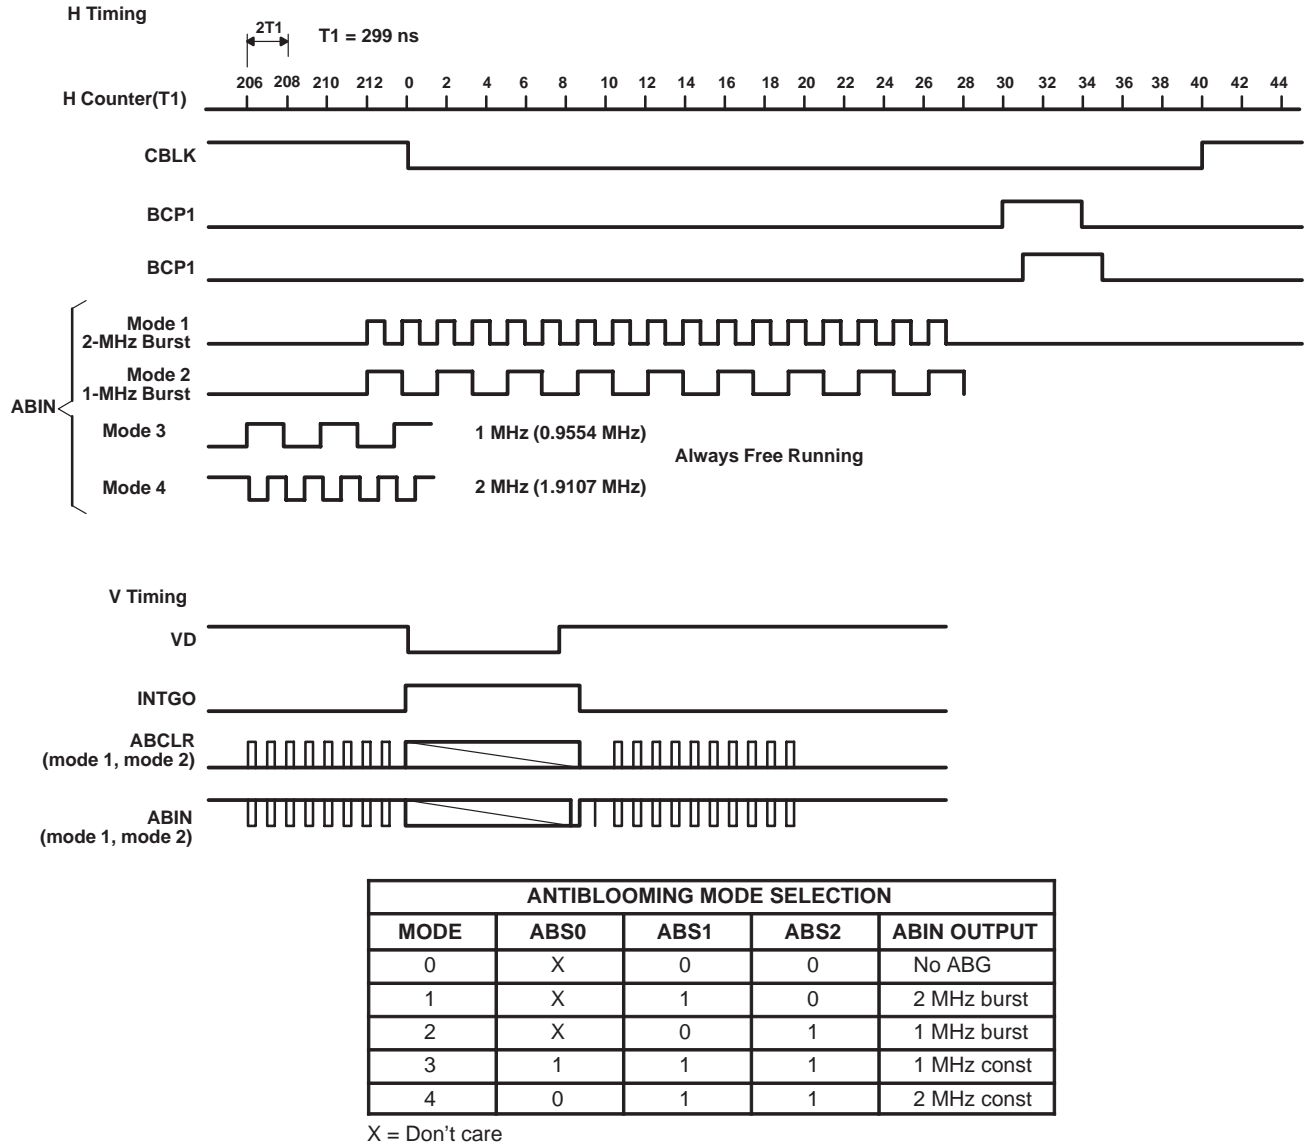 H Timing
2T1
T1 = 299 ns
206 208 210 212 0 2 4 6 8 10 12 14 16 18 20 22 24 26 28 30 32 34 36 38 40 42 44
H Counter(T1)
CBLK
BCP1
BCP1
Mode 1
2-MHz Burst
Mode 2
1-MHz Burst
ABIN
Mode 3
1 MHz (0.9554 MHz)
Always Free Running
Mode 4
2 MHz (1.9107 MHz)
V Timing
VD
INTGO
ABCLR
(mode 1, mode 2)
ABIN
(mode 1, mode 2)
ANTIBLOOMING MODE SELECTION
MODE ABS0 ABS1 ABS2 ABIN OUTPUT
0 X 0 0 No ABG
1 X 1 0 2 MHz burst
2 X 0 1 1 MHz burst
3 1 1 1 1 MHz const
4 0 1 1 2 MHz const
X = Don't care